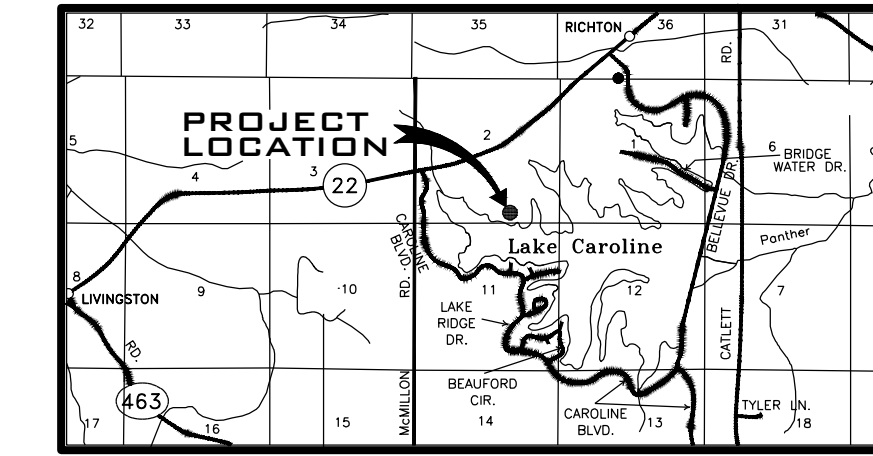 32
33
34
35
36
31
RICHTON
RD.
PROJECT
LOCATION
5
4
3
2
1
6
22
BRIDGE
WATER DR.
BELLEVUE DR.
CAROLINE
BLVD.
Lake Caroline
Panther
8
LIVINGSTON
9
10
11
12
7
RD.
LAKE
RIDGE
DR.
CATLETT
RD.
463
BEAUFORD
CIR.
McMILLON
CAROLINE
BLVD.
TYLER LN.
17
16
15
14
13
18